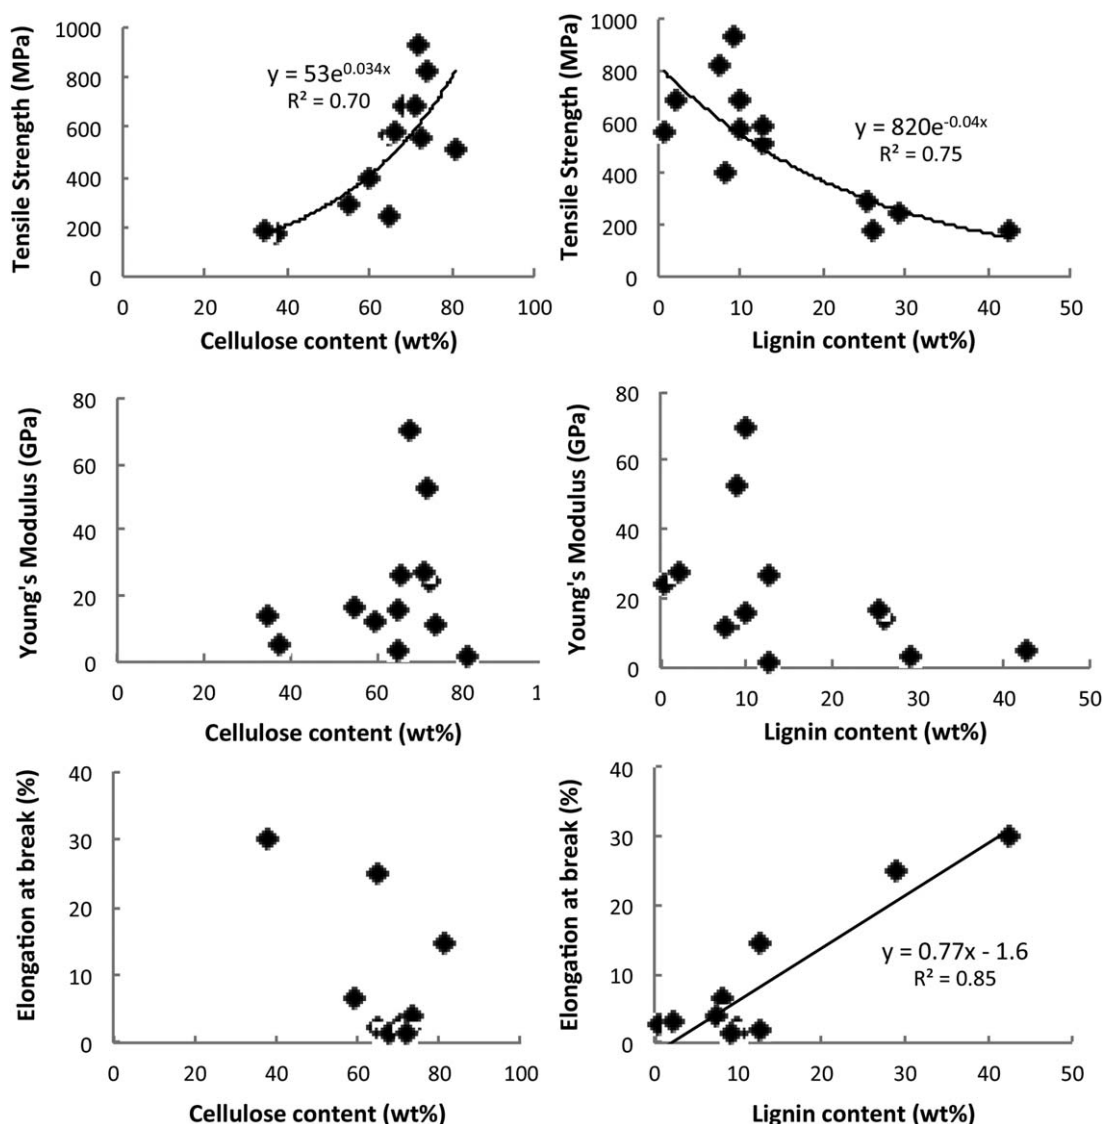 Tensile Strength (MPa)
1000
800
600
400
200
0
y = 53e^0.034x
R² = 0.70
0 20 40 60 80 100
Cellulose content (wt%)
Tensile Strength (MPa)
1000
800
600
400
200
0
y = 820e^-0.04x
R² = 0.75
0 10 20 30 40 50
Lignin content (wt%)
Young's Modulus (GPa)
80
60
40
20
0
0 20 40 60 80 1
Cellulose content (wt%)
Young's Modulus (GPa)
80
60
40
20
0
0 10 20 30 40 50
Lignin content (wt%)
Elongation at break (%)
40
30
20
10
0
0 20 40 60 80 100
Cellulose content (wt%)
Elongation at break (%)
40
30
20
10
0
y = 0.77x - 1.6
R² = 0.85
0 10 20 30 40 50
Lignin content (wt%)